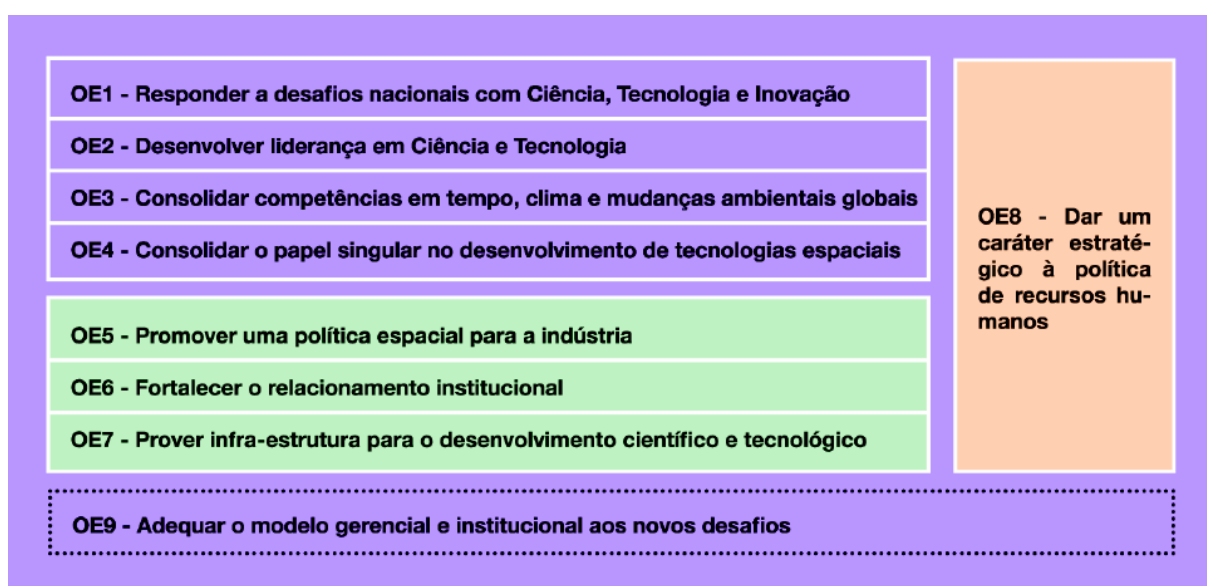 OE1 - Responder a desafios nacionais com Ciência, Tecnologia e Inovação
OE2 - Desenvolver liderança em Ciência e Tecnologia
OE3 - Consolidar competências em tempo, clima e mudanças ambientais globais
OE4 - Consolidar o papel singular no desenvolvimento de tecnologias espaciais
OE5 - Promover uma política espacial para a indústria
OE6 - Fortalecer o relacionamento institucional
OE7 - Prover infra-estrutura para o desenvolvimento científico e tecnológico
OE8 - Dar um
caráter estraté-
gico à política
de recursos hu-
manos
OE9 - Adequar o modelo gerencial e institucional aos novos desafios